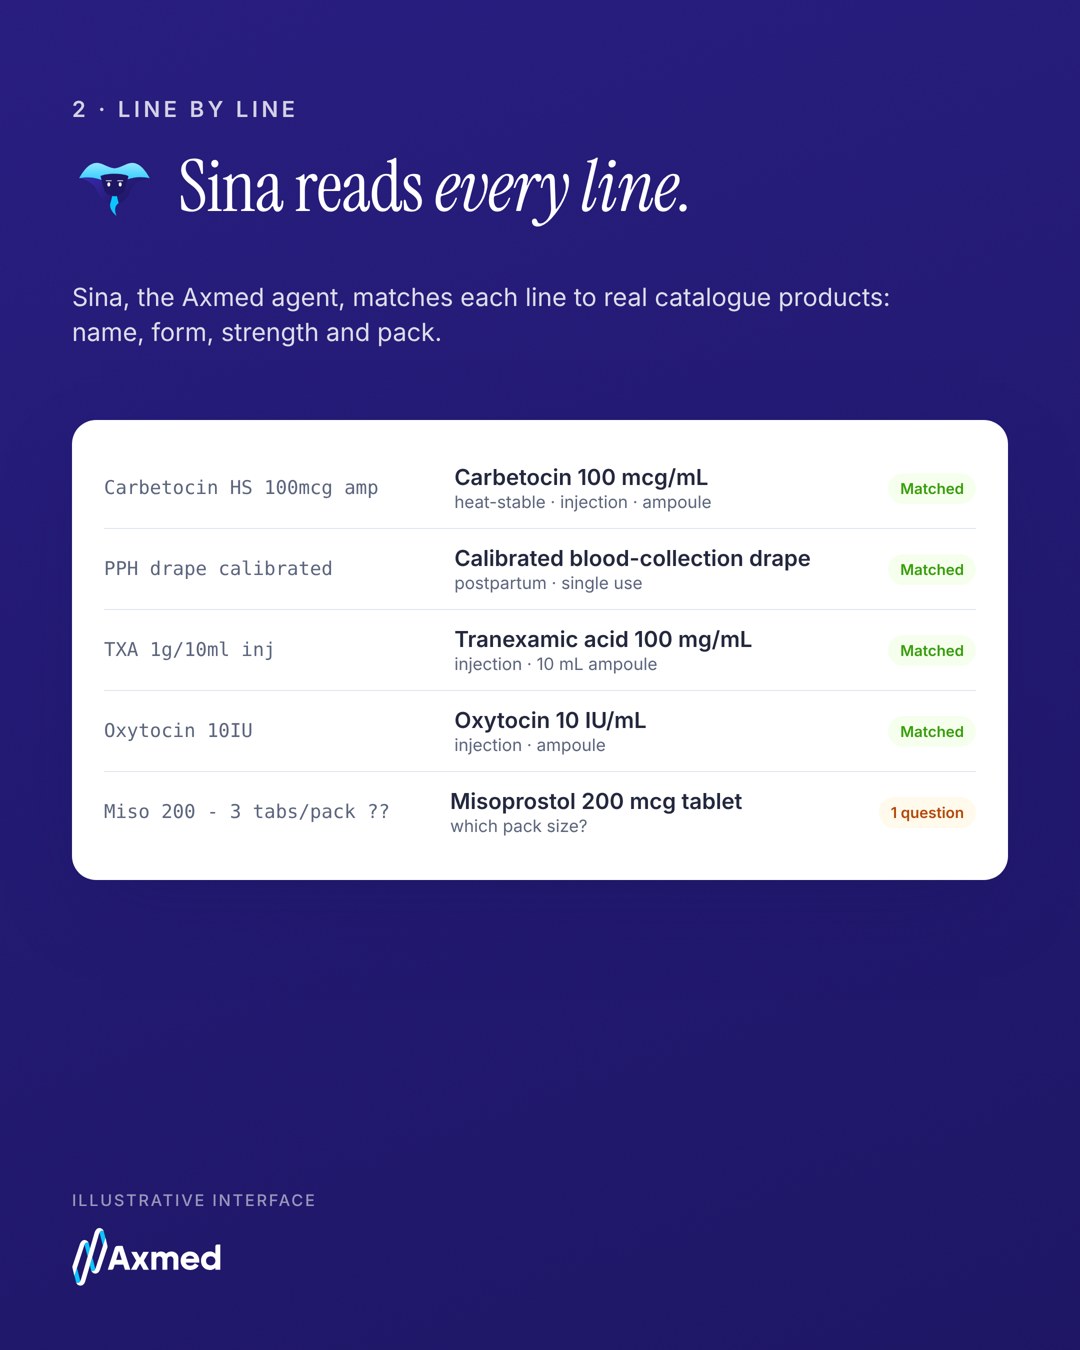 2 · LINE BY LINE
Sina reads every line.
Sina, the Axmed agent, matches each line to real catalogue products:
name, form, strength and pack.
Carbetocin HS 100mcg amp
Carbetocin 100 mcg/mL
heat-stable · injection · ampoule
Matched
PPH drape calibrated
Calibrated blood-collection drape
postpartum · single use
Matched
TXA 1g/10ml inj
Tranexamic acid 100 mg/mL
injection · 10 mL ampoule
Matched
Oxytocin 10IU
Oxytocin 10 IU/mL
injection · ampoule
Matched
Miso 200 - 3 tabs/pack ??
Misoprostol 200 mcg tablet
which pack size?
1 question
ILLUSTRATIVE INTERFACE
Axmed